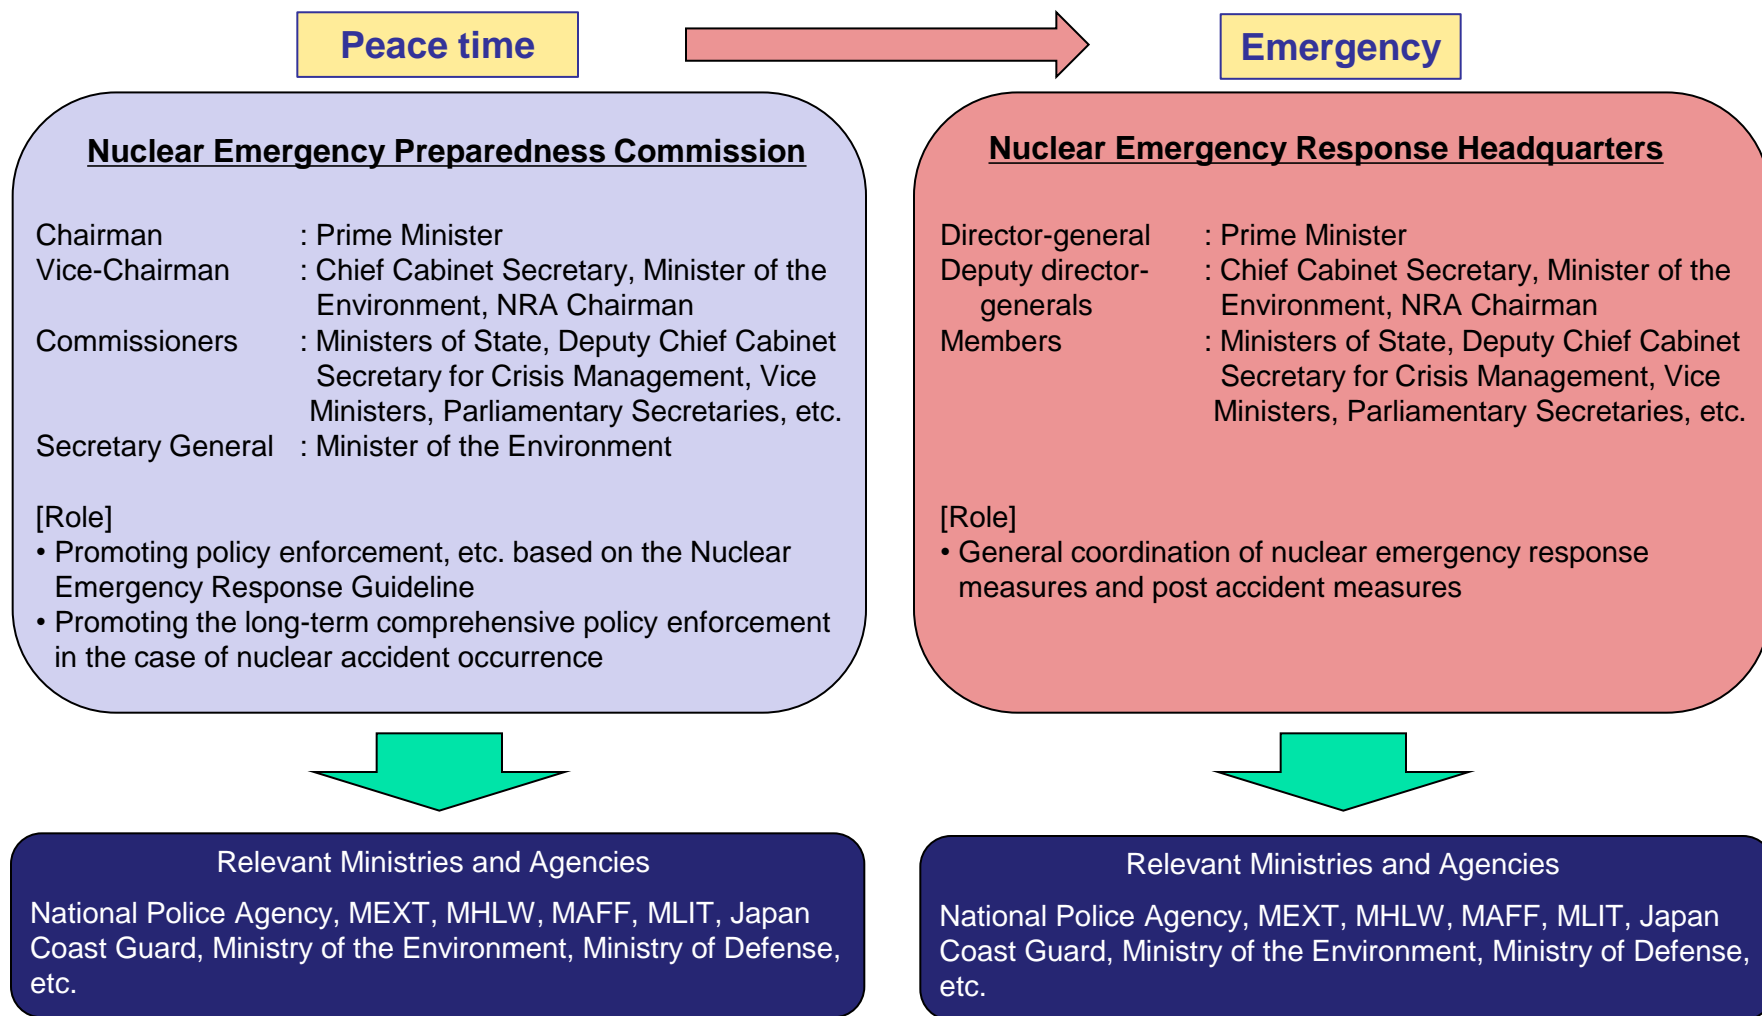 Peace time
Emergency
Nuclear Emergency Preparedness Commission
Chairman : Prime Minister
Vice-Chairman : Chief Cabinet Secretary, Minister of the
Environment, NRA Chairman
Commissioners : Ministers of State, Deputy Chief Cabinet
Secretary for Crisis Management, Vice
Ministers, Parliamentary Secretaries, etc.
Secretary General : Minister of the Environment
[Role]
• Promoting policy enforcement, etc. based on the Nuclear
Emergency Response Guideline
• Promoting the long-term comprehensive policy enforcement
in the case of nuclear accident occurrence
Nuclear Emergency Response Headquarters
Director-general : Prime Minister
Deputy director- : Chief Cabinet Secretary, Minister of the
generals Environment, NRA Chairman
Members : Ministers of State, Deputy Chief Cabinet
Secretary for Crisis Management, Vice
Ministers, Parliamentary Secretaries, etc.
[Role]
• General coordination of nuclear emergency response
measures and post accident measures
Relevant Ministries and Agencies
National Police Agency, MEXT, MHLW, MAFF, MLIT, Japan
Coast Guard, Ministry of the Environment, Ministry of Defense,
etc.
Relevant Ministries and Agencies
National Police Agency, MEXT, MHLW, MAFF, MLIT, Japan
Coast Guard, Ministry of the Environment, Ministry of Defense,
etc.